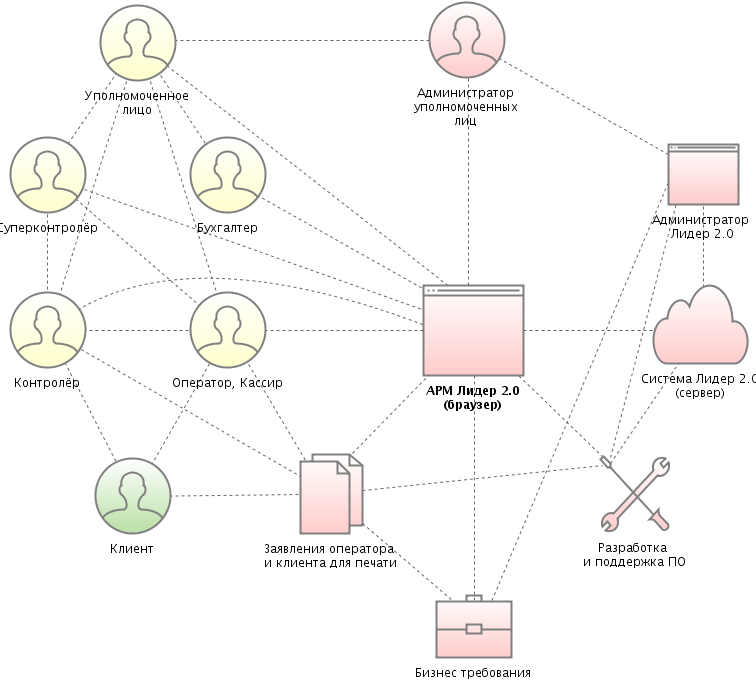 Уполномоченное
лицо
Администратор
уполномоченных
лиц
Суперконтролёр
Бухгалтер
Администратор
Лидер 2.0
Контролёр
Оператор, Кассир
АРМ Лидер 2.0
(браузер)
Система Лидер 2.0
(сервер)
Клиент
Заявления оператора
и клиента для печати
Разработка
и поддержка ПО
Бизнес требования